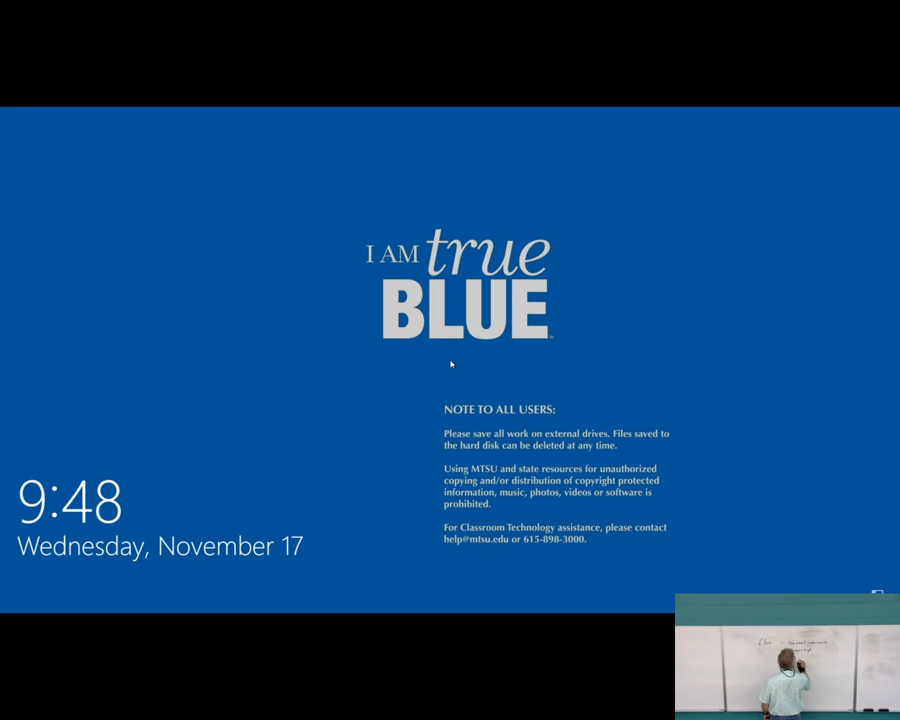 I AM true
BLUE
NOTE TO ALL USERS:
Please save all work on external drives. Files saved to
the hard disk can be deleted at any time.
Using MTSU and state resources for unauthorized
copying and/or distribution of copyright protected
information, music, photos, videos or software is
prohibited.
For Classroom Technology assistance, please contact
help@mtsu.edu or 615-898-3000.
9:48
Wednesday, November 17